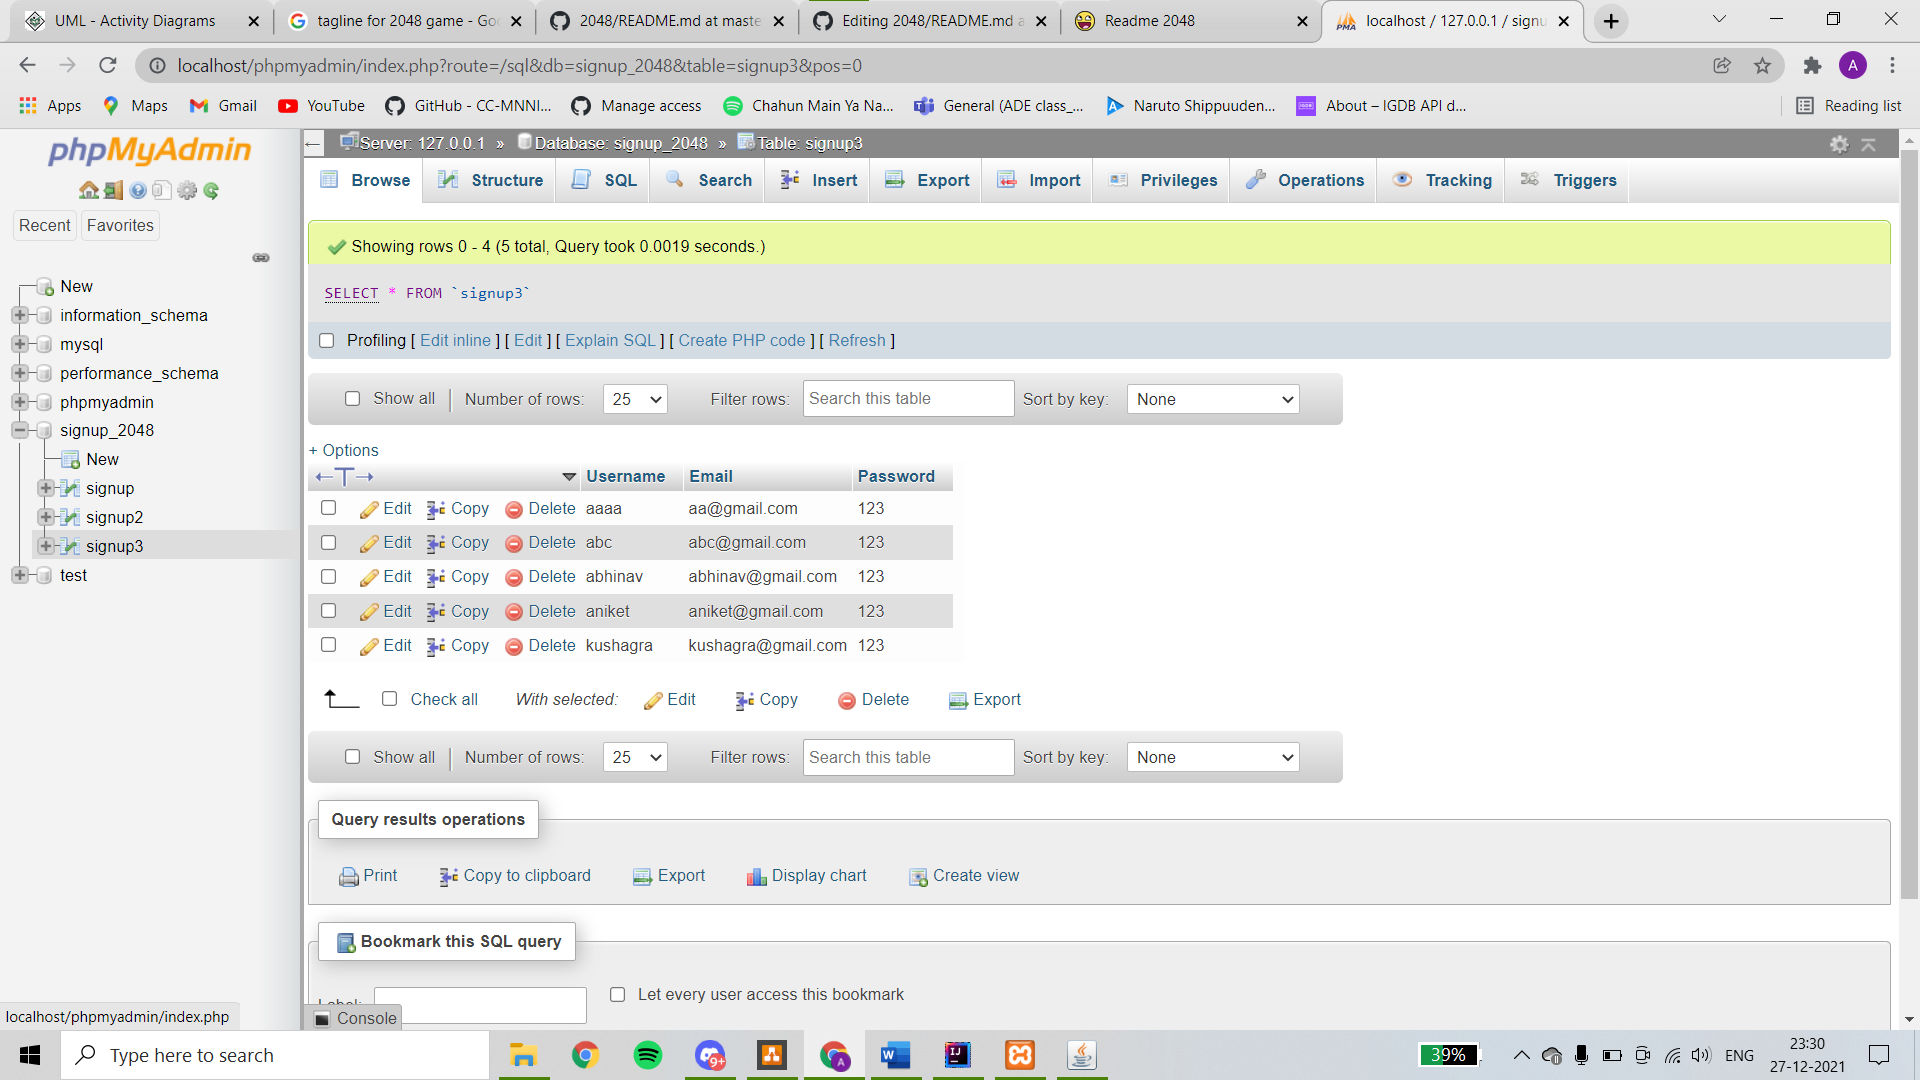 UML - Activity Diagrams
tagline for 2048 game - Goo
2048/README.md at maste
Editing 2048/README.md a
Readme 2048
localhost / 127.0.0.1 / signu
localhost/phpmyadmin/index.php?route=/sql&db=signup_2048&table=signup3&pos=0
A
Apps
Maps
Gmail
YouTube
GitHub - CC-MNNI...
Manage access
Chahun Main Ya Na...
General (ADE class_...
Naruto Shippuuden...
About – IGDB API d...
Reading list
phpMyAdmin
Recent
Favorites
New
information_schema
mysql
performance_schema
phpmyadmin
signup_2048
New
signup
signup2
signup3
test
localhost/phpmyadmin/index.php
Server: 127.0.0.1 » Database: signup_2048 » Table: signup3
Browse Structure SQL Search Insert Export Import Privileges Operations Tracking Triggers
Showing rows 0 - 4 (5 total, Query took 0.0019 seconds.)
SELECT * FROM `signup3`
Profiling [ Edit inline ] [ Edit ] [ Explain SQL ] [ Create PHP code ] [ Refresh ]
Show all Number of rows: 25 Filter rows: Search this table Sort by key: None
+ Options
←T→ Username Email Password
Edit Copy Delete aaaa aa@gmail.com 123
Edit Copy Delete abc abc@gmail.com 123
Edit Copy Delete abhinav abhinav@gmail.com 123
Edit Copy Delete aniket aniket@gmail.com 123
Edit Copy Delete kushagra kushagra@gmail.com 123
Check all With selected: Edit Copy Delete Export
Show all Number of rows: 25 Filter rows: Search this table Sort by key: None
Query results operations
Print Copy to clipboard Export Display chart Create view
Bookmark this SQL query
Label: Let every user access this bookmark
Console
Type here to search
9+
A
W
IJ
39%
ENG
23:30
27-12-2021